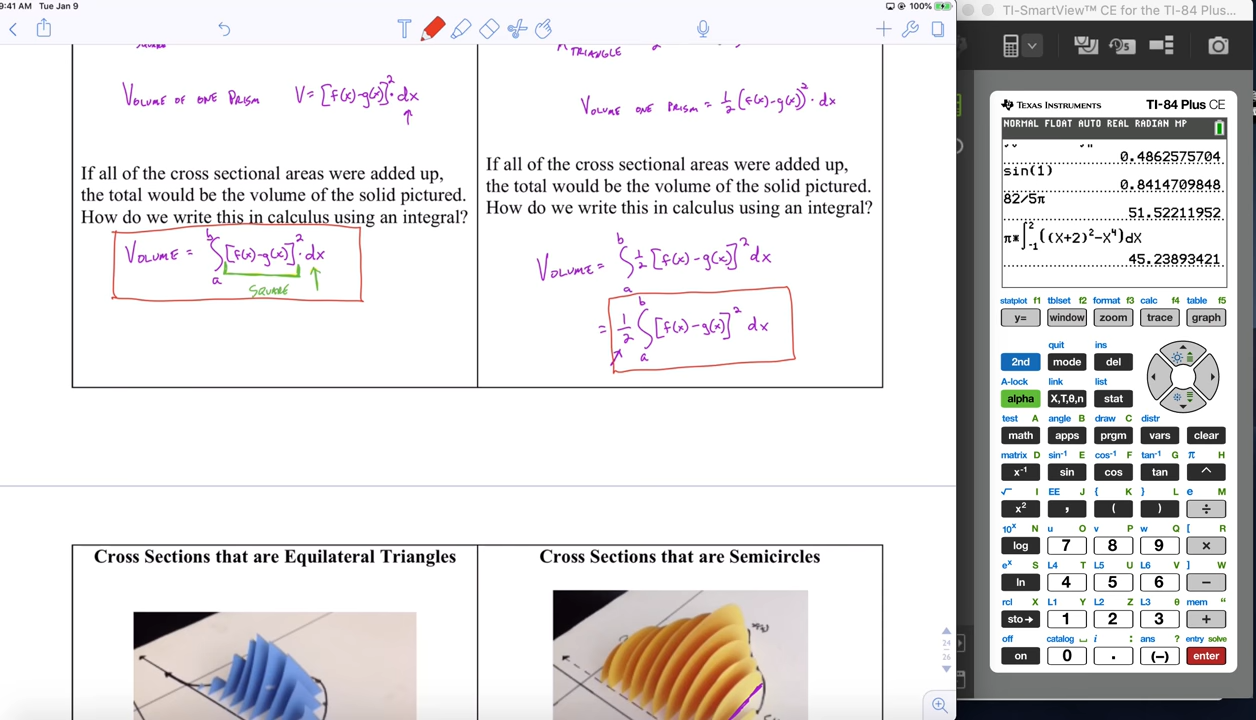 9:41 AM Tue Jan 9
100%
TRIANGLE
VOLUME OF ONE PRISM V = [f(x)-g(x)]²· dx
VOLUME ONE PRISM = 1/2 (f(x)-g(x))²· dx
If all of the cross sectional areas were added up,
the total would be the volume of the solid pictured.
How do we write this in calculus using an integral?
VOLUME = ∫ₐᵇ [f(x)-g(x)]²· dx
SQUARE
If all of the cross sectional areas were added up,
the total would be the volume of the solid pictured.
How do we write this in calculus using an integral?
VOLUME = ∫ₐᵇ 1/2 [f(x)-g(x)]² dx
= 1/2 ∫ₐᵇ [f(x)-g(x)]² dx
Cross Sections that are Equilateral Triangles
Cross Sections that are Semicircles
24
26
TI-SmartView™ CE for the TI-84 Plus...
TEXAS INSTRUMENTS TI-84 Plus CE
NORMAL FLOAT AUTO REAL RADIAN MP
0.4862575704
sin(1)
0.8414709848
82/5π
51.52211952
π*∫₋₁²((X+2)²-X⁴)dX
45.23893421
statplot f1 tblset f2 format f3 calc f4 table f5
y= window zoom trace graph
quit ins
2nd mode del
A-lock link list
alpha X,T,θ,n stat
test A angle B draw C distr
math apps prgm vars clear
matrix D sin⁻¹ E cos⁻¹ F tan⁻¹ G π H
x⁻¹ sin cos tan ^
√ I EE J { K } L e M
x² , ( ) ÷
10ˣ N u O v P w Q [ R
log 7 8 9 ×
eˣ S L4 T L5 U L6 V ] W
ln 4 5 6 −
rcl X L1 Y L2 Z L3 θ mem "
sto→ 1 2 3 +
off catalog ⎵ i : ans ? entry solve
on 0 . (−) enter